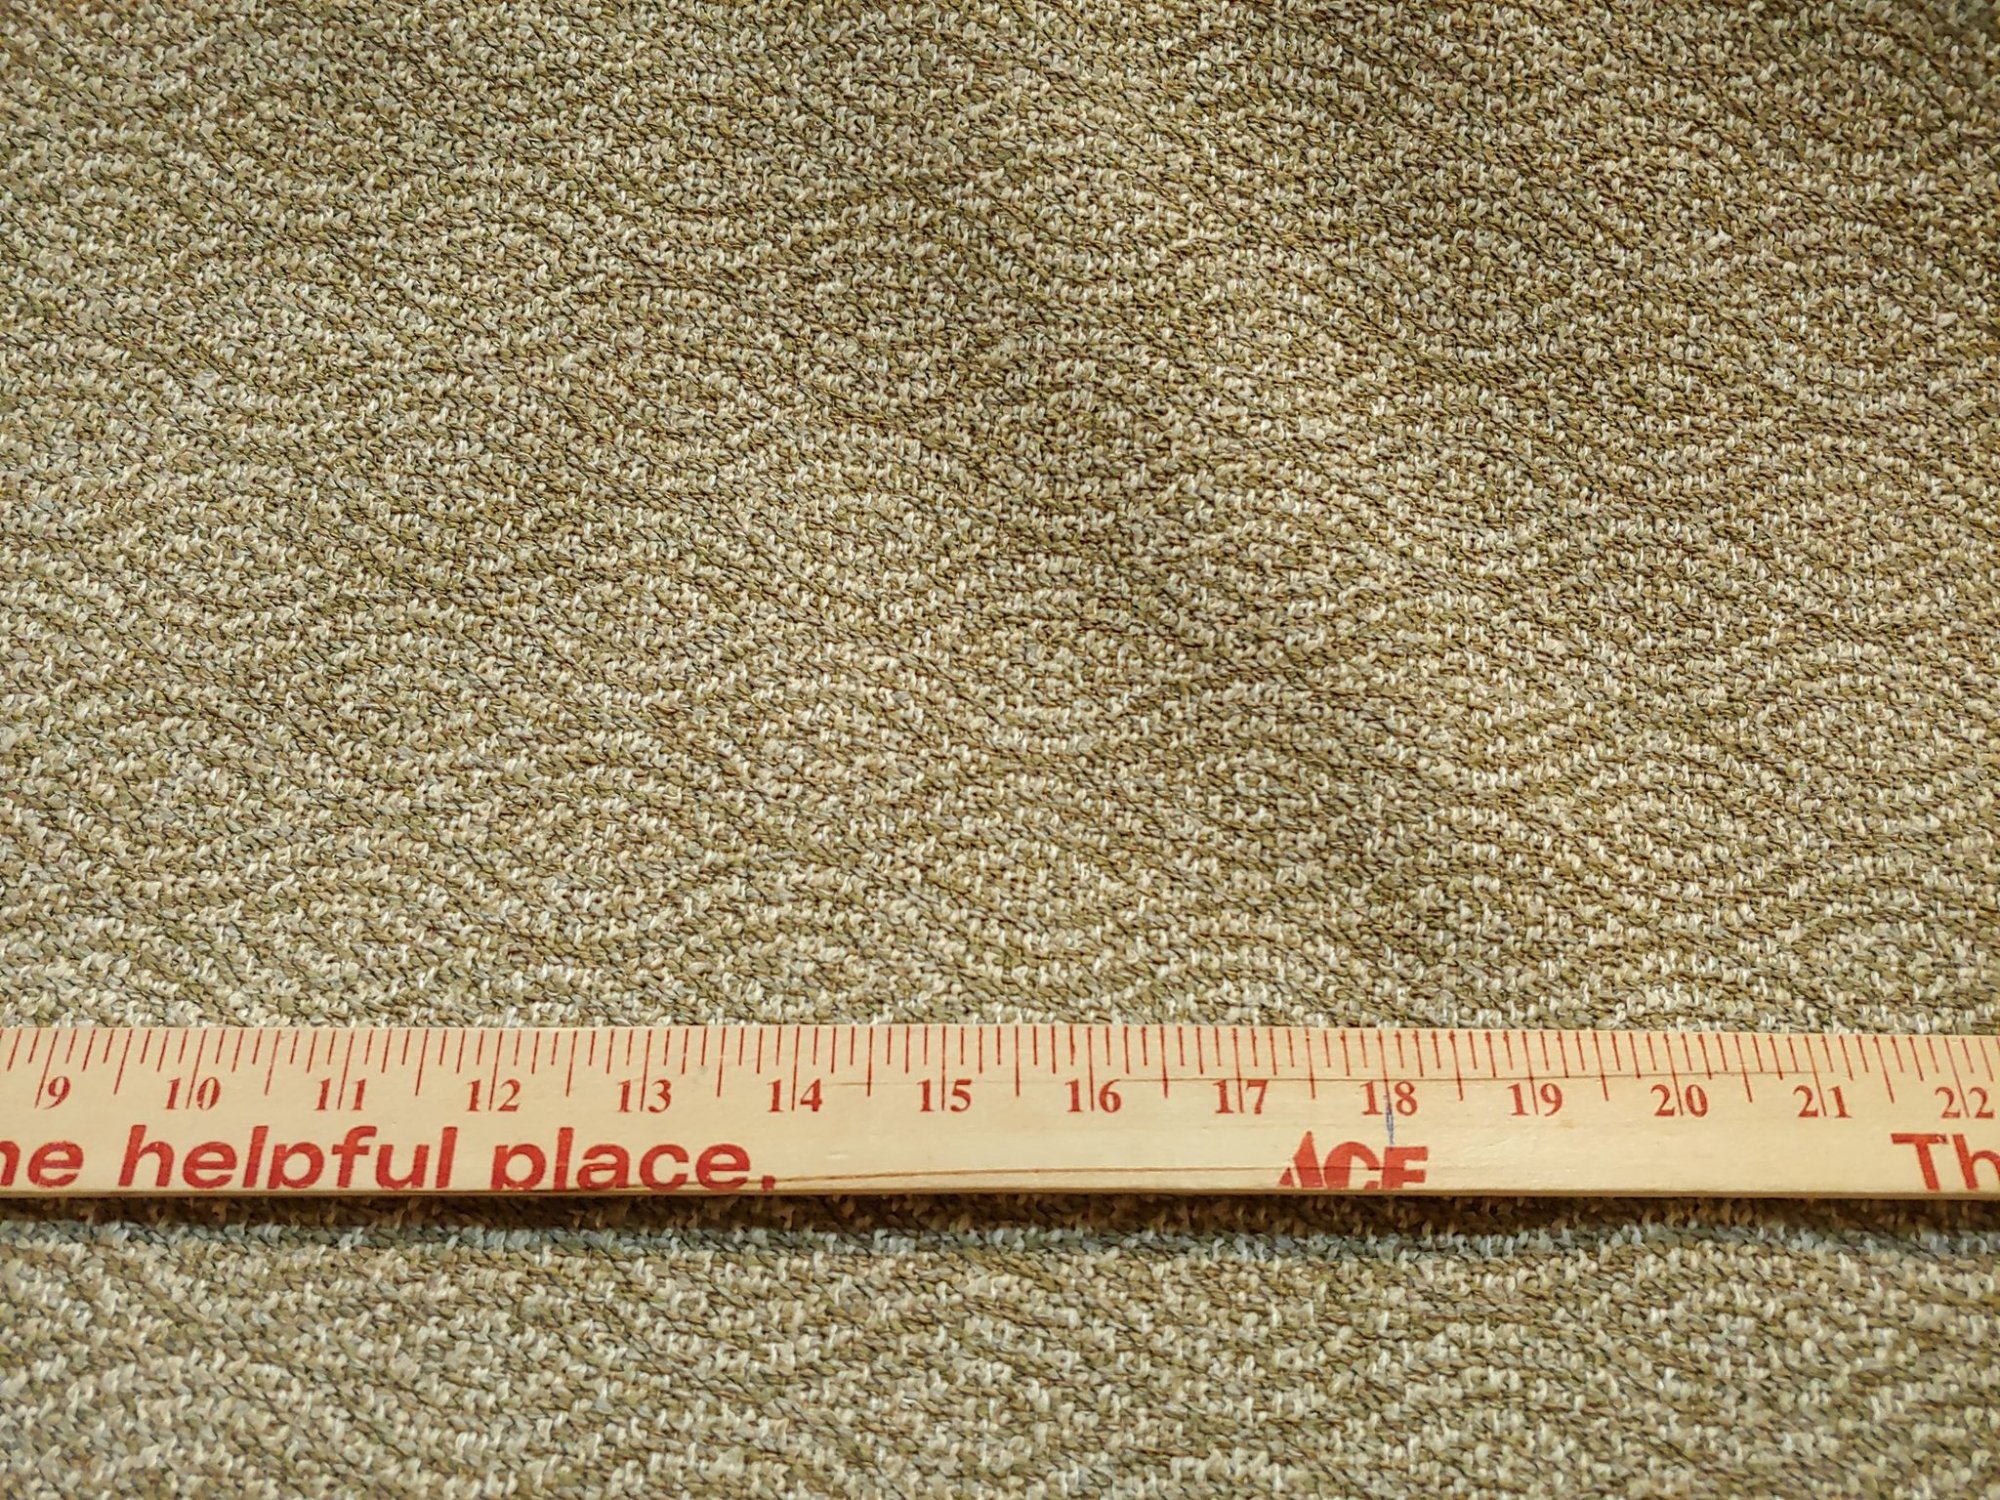 9 10 11 12 13 14 15 16 17 18 19 20 21 22
he helpful place. ACE Th